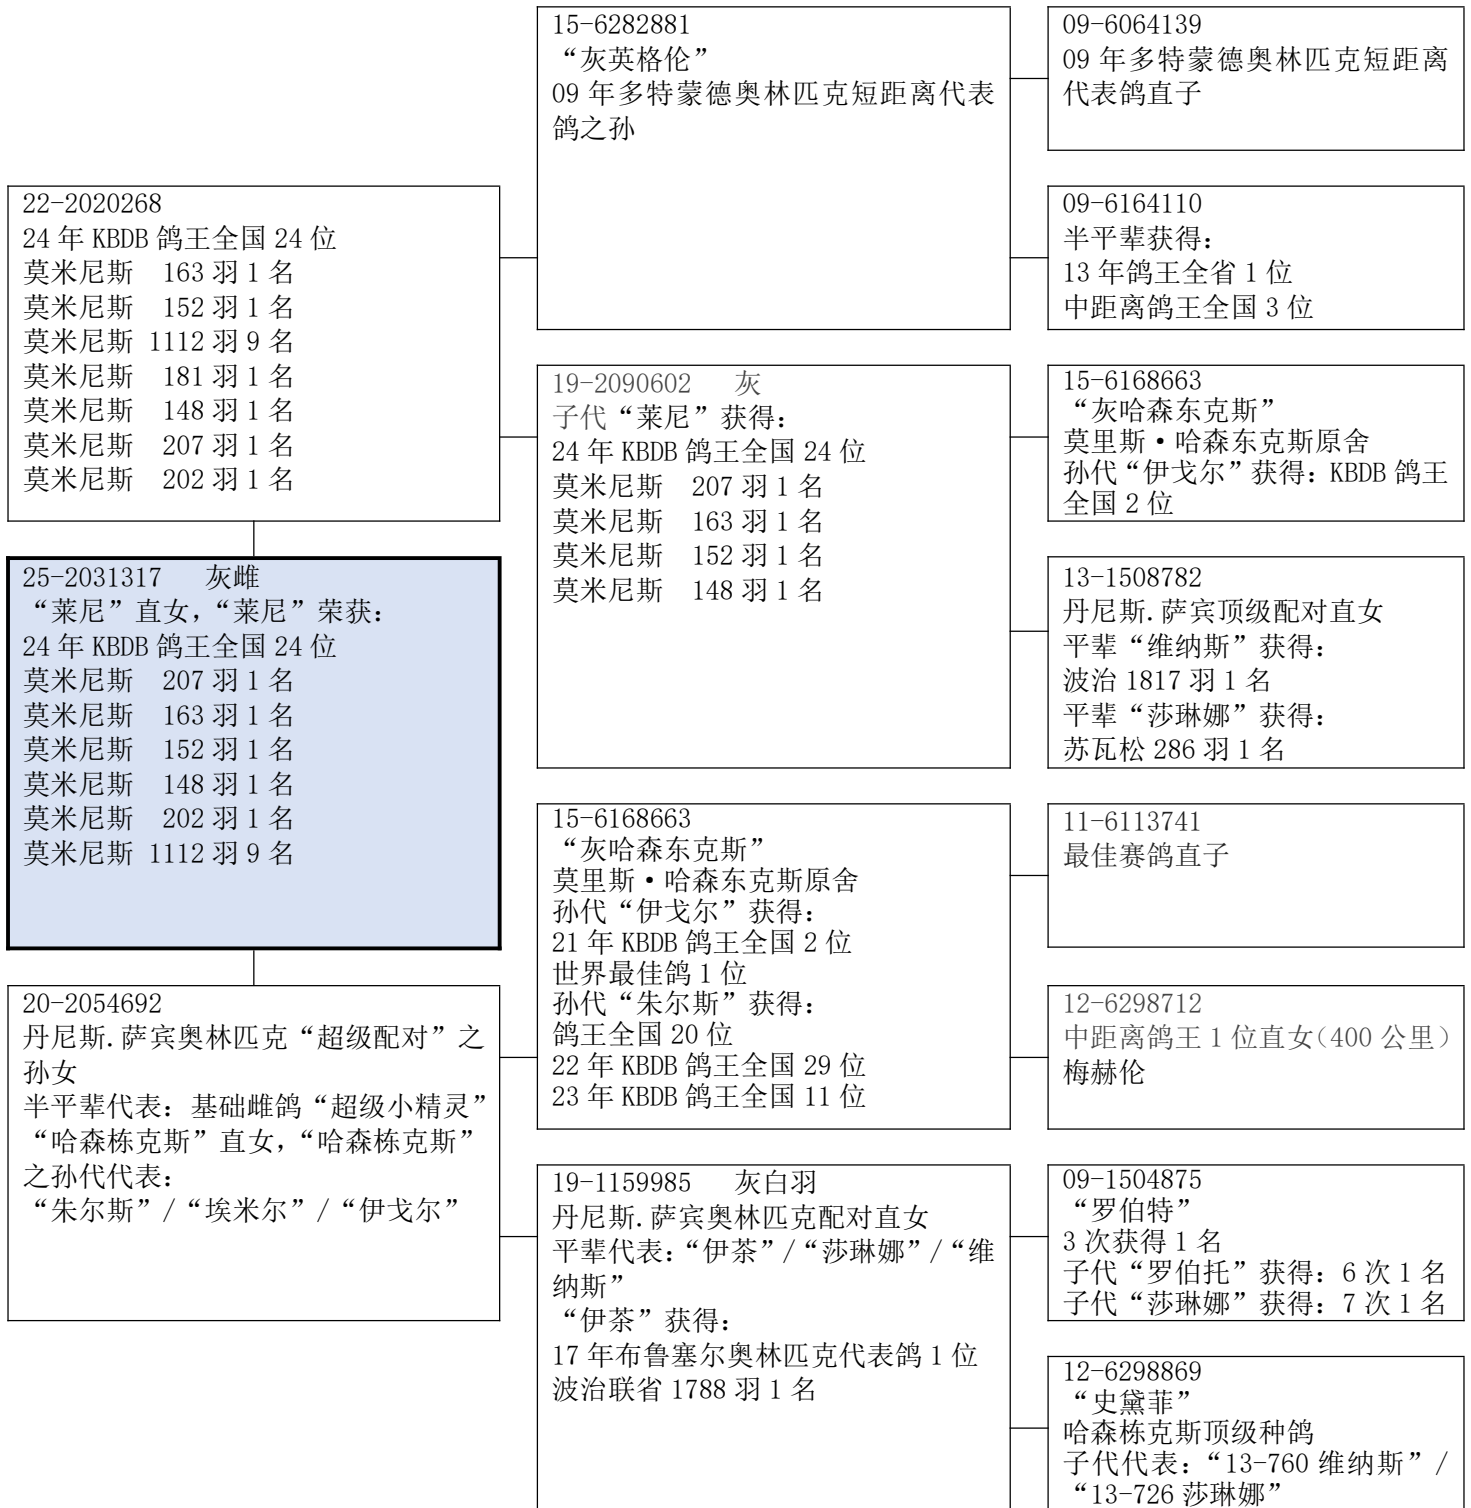 22-2020268
24 年 KBDB 鸽王全国 24 位
莫米尼斯 163 羽 1 名
莫米尼斯 152 羽 1 名
莫米尼斯 1112 羽 9 名
莫米尼斯 181 羽 1 名
莫米尼斯 148 羽 1 名
莫米尼斯 207 羽 1 名
莫米尼斯 202 羽 1 名
25-2031317 灰雌
“莱尼”直女，“莱尼”荣获：
24 年 KBDB 鸽王全国 24 位
莫米尼斯 207 羽 1 名
莫米尼斯 163 羽 1 名
莫米尼斯 152 羽 1 名
莫米尼斯 148 羽 1 名
莫米尼斯 202 羽 1 名
莫米尼斯 1112 羽 9 名
20-2054692
丹尼斯.萨宾奥林匹克“超级配对”之
孙女
半平辈代表：基础雌鸽“超级小精灵”
“哈森栋克斯”直女，“哈森栋克斯”
之孙代代表：
“朱尔斯”/“埃米尔”/“伊戈尔”
15-6282881
“灰英格伦”
09 年多特蒙德奥林匹克短距离代表
鸽之孙
19-2090602 灰
子代“莱尼”获得：
24 年 KBDB 鸽王全国 24 位
莫米尼斯 207 羽 1 名
莫米尼斯 163 羽 1 名
莫米尼斯 152 羽 1 名
莫米尼斯 148 羽 1 名
15-6168663
“灰哈森东克斯”
莫里斯·哈森东克斯原舍
孙代“伊戈尔”获得：
21 年 KBDB 鸽王全国 2 位
世界最佳鸽 1 位
孙代“朱尔斯”获得：
鸽王全国 20 位
22 年 KBDB 鸽王全国 29 位
23 年 KBDB 鸽王全国 11 位
19-1159985 灰白羽
丹尼斯.萨宾奥林匹克配对直女
平辈代表：“伊茶”/“莎琳娜”/“维
纳斯”
“伊茶”获得：
17 年布鲁塞尔奥林匹克代表鸽 1 位
波治联省 1788 羽 1 名
09-6064139
09 年多特蒙德奥林匹克短距离
代表鸽直子
09-6164110
半平辈获得：
13 年鸽王全省 1 位
中距离鸽王全国 3 位
15-6168663
“灰哈森东克斯”
莫里斯·哈森东克斯原舍
孙代“伊戈尔”获得：KBDB 鸽王
全国 2 位
13-1508782
丹尼斯.萨宾顶级配对直女
平辈“维纳斯”获得：
波治 1817 羽 1 名
平辈“莎琳娜”获得：
苏瓦松 286 羽 1 名
11-6113741
最佳赛鸽直子
12-6298712
中距离鸽王 1 位直女（400 公里）
梅赫伦
09-1504875
“罗伯特”
3 次获得 1 名
子代“罗伯托”获得：6 次 1 名
子代“莎琳娜”获得：7 次 1 名
12-6298869
“史黛菲”
哈森栋克斯顶级种鸽
子代代表：“13-760 维纳斯”/
“13-726 莎琳娜”